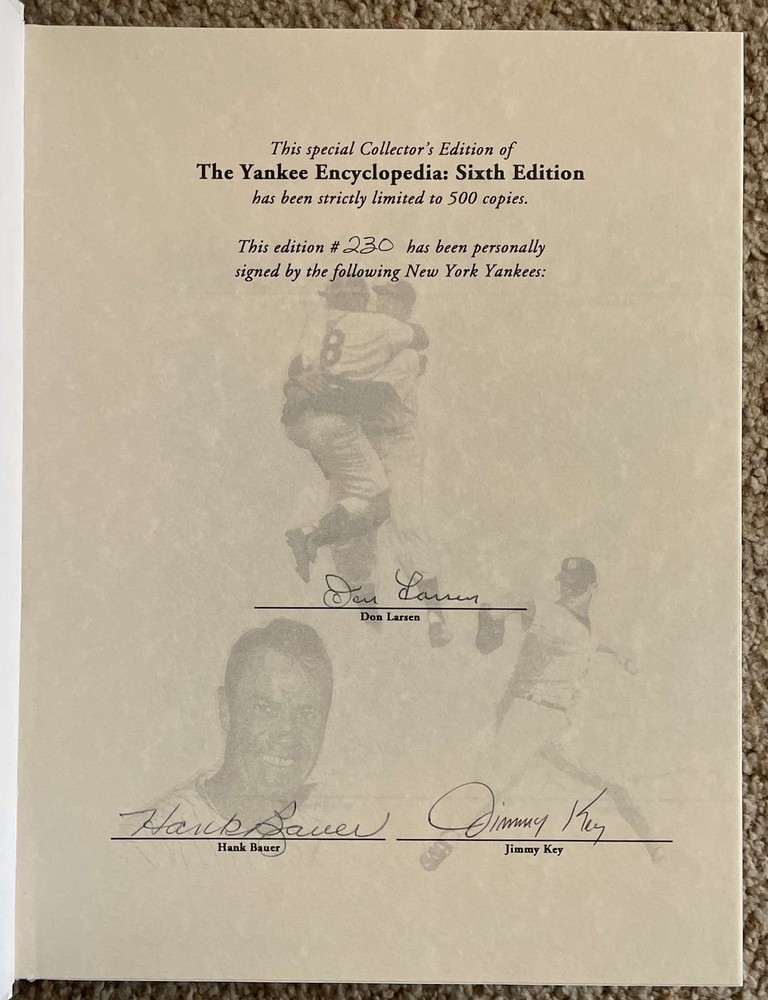 This special Collector's Edition of
The Yankee Encyclopedia: Sixth Edition
has been strictly limited to 500 copies.
This edition # 230 has been personally
signed by the following New York Yankees:
8
Don Larsen
Don Larsen
Hank Bauer Jimmy Key
Hank Bauer Jimmy Key